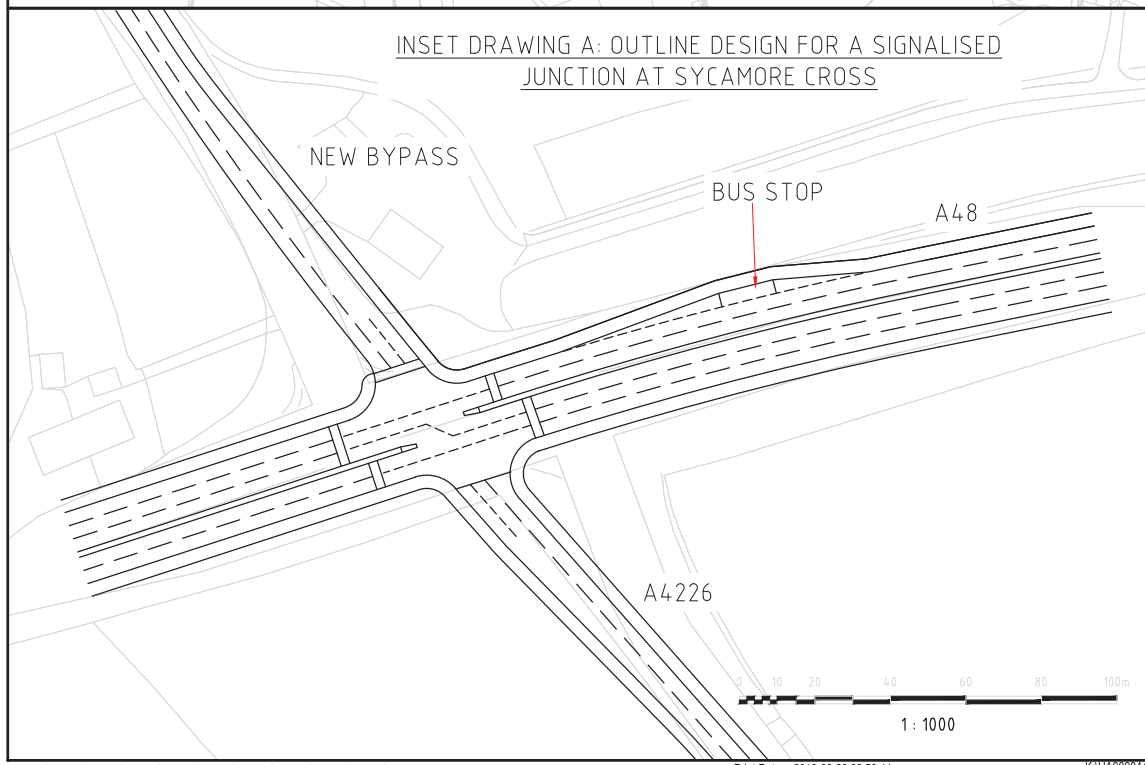 INSET DRAWING A: OUTLINE DESIGN FOR A SIGNALISED
JUNCTION AT SYCAMORE CROSS
NEW BYPASS
BUS STOP
A48
A4226
0 10 20 40 60 80 100m
1 : 1000